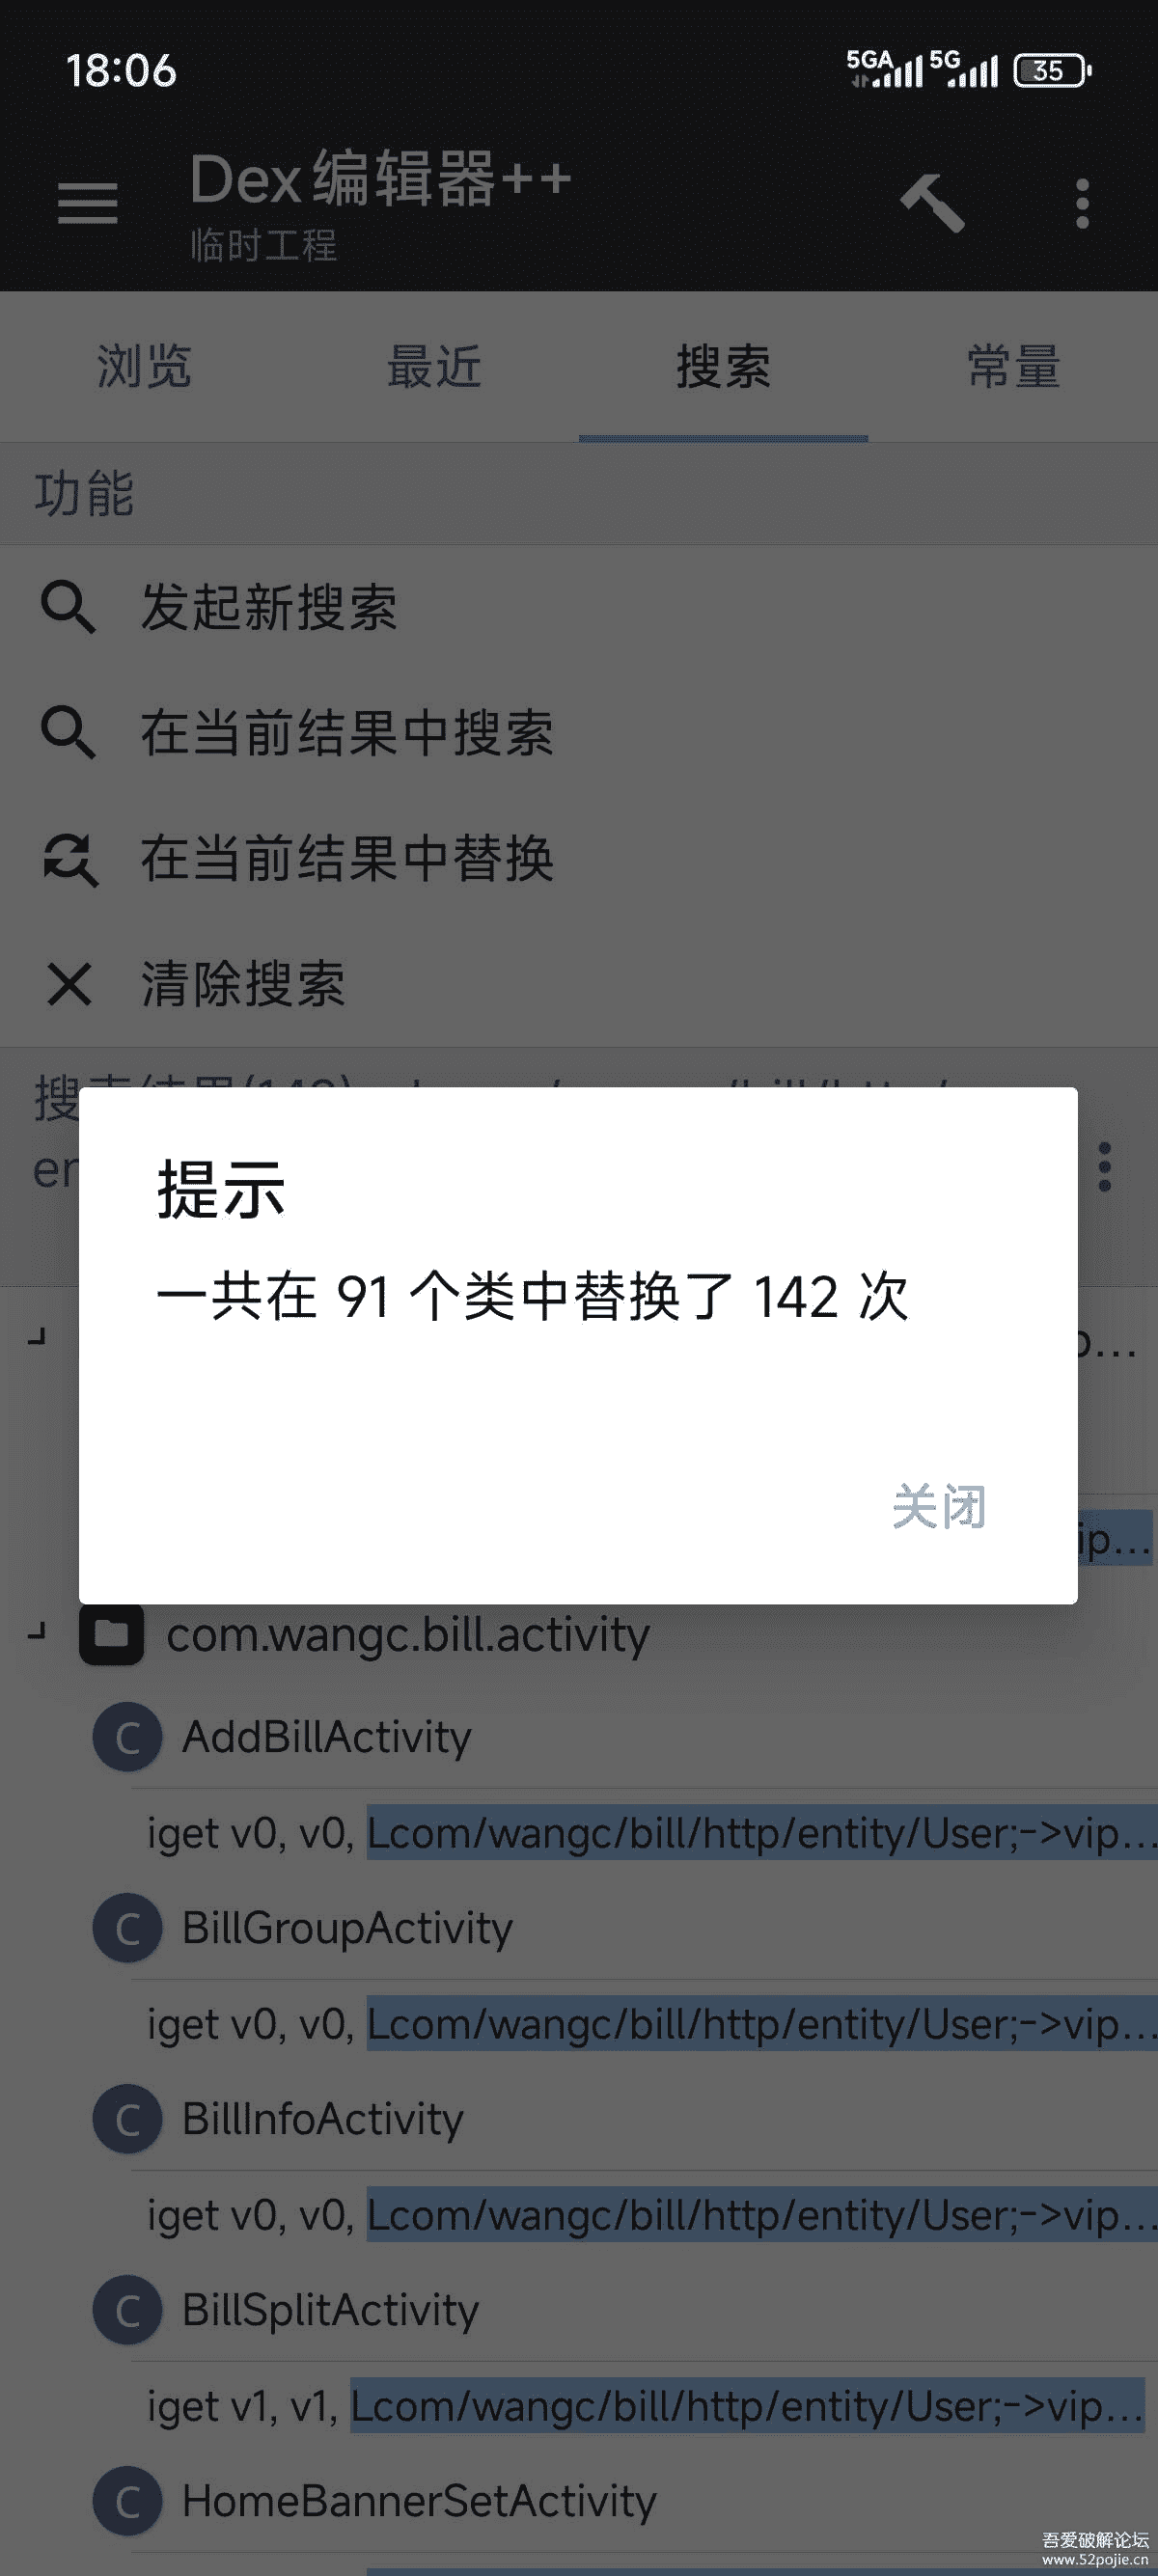 18:06
5GA 5G 35
Dex编辑器++
临时工程
浏览 最近 搜索 常量
功能
发起新搜索
在当前结果中搜索
在当前结果中替换
清除搜索
提示
一共在 91 个类中替换了 142 次
p...
关闭
ip...
com.wangc.bill.activity
C AddBillActivity
iget v0, v0, Lcom/wangc/bill/http/entity/User;->vip...
C BillGroupActivity
iget v0, v0, Lcom/wangc/bill/http/entity/User;->vip...
C BillInfoActivity
iget v0, v0, Lcom/wangc/bill/http/entity/User;->vip...
C BillSplitActivity
iget v1, v1, Lcom/wangc/bill/http/entity/User;->vip...
C HomeBannerSetActivity
吾爱破解论坛
www.52pojie.cn